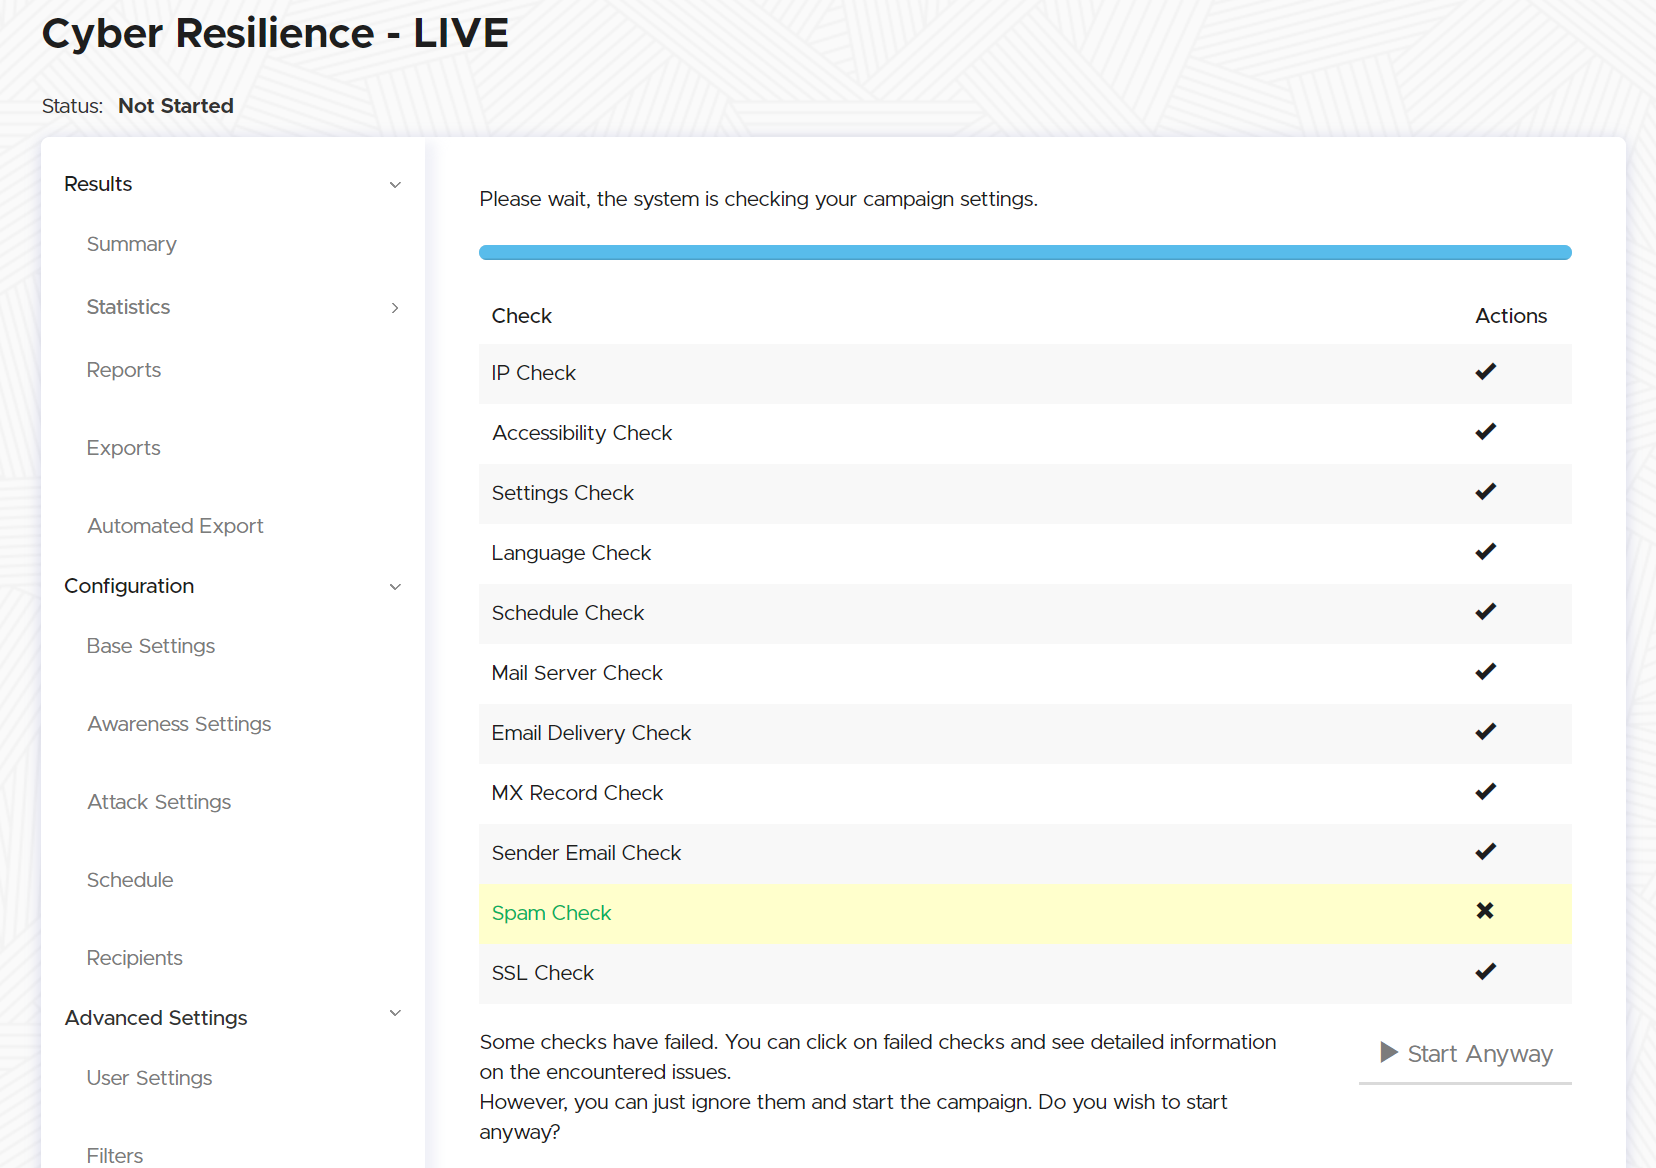 Cyber Resilience - LIVE
Status: Not Started
Results
Summary
Statistics
Reports
Exports
Automated Export
Configuration
Base Settings
Awareness Settings
Attack Settings
Schedule
Recipients
Advanced Settings
User Settings
Filters
Please wait, the system is checking your campaign settings.
Check Actions
IP Check
Accessibility Check
Settings Check
Language Check
Schedule Check
Mail Server Check
Email Delivery Check
MX Record Check
Sender Email Check
Spam Check
SSL Check
Some checks have failed. You can click on failed checks and see detailed information
on the encountered issues.
However, you can just ignore them and start the campaign. Do you wish to start
anyway?
Start Anyway